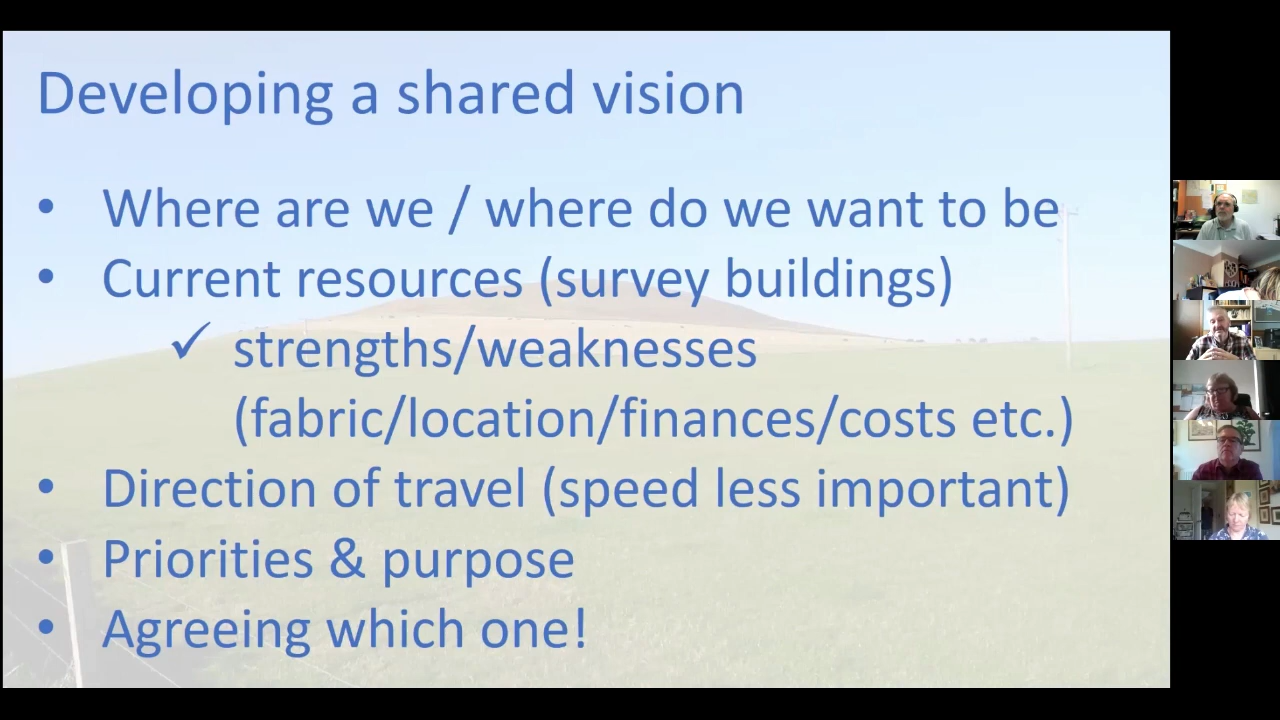 Developing a shared vision
• Where are we / where do we want to be
• Current resources (survey buildings)
✓ strengths/weaknesses
(fabric/location/finances/costs etc.)
• Direction of travel (speed less important)
• Priorities & purpose
• Agreeing which one!